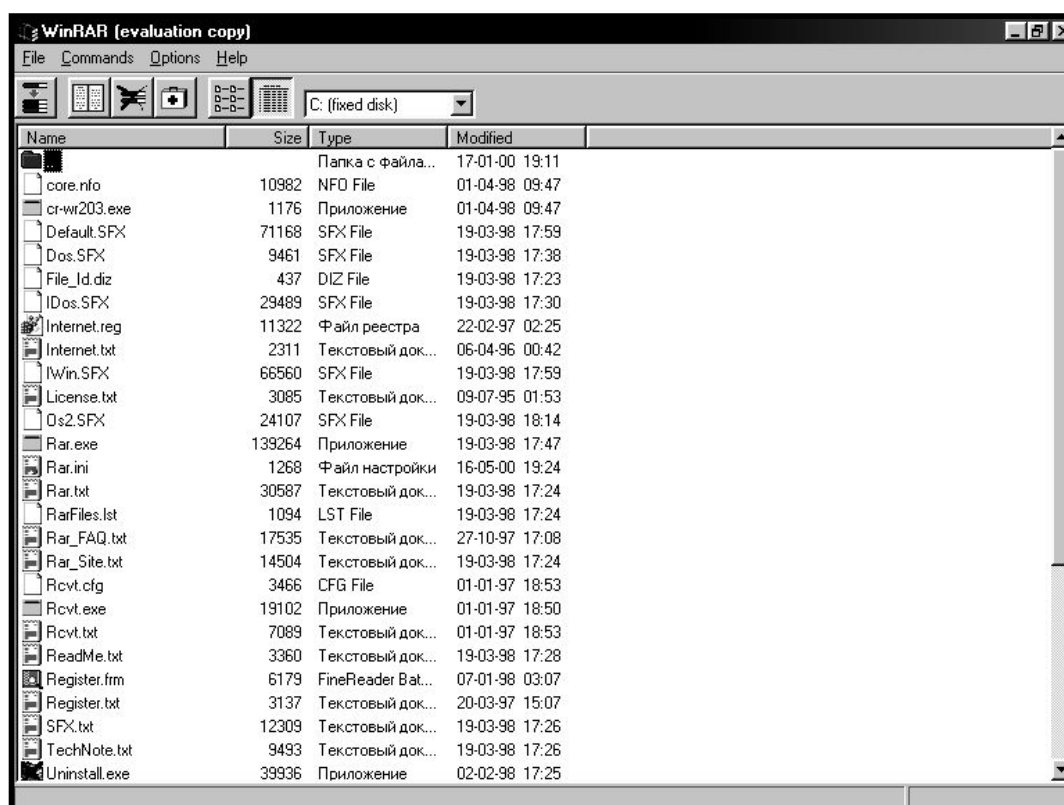 WinRAR (evaluation copy)
File Commands Options Help
C: (fixed disk)
Name Size Type Modified
.. Папка с файла... 17-01-00 19:11
core.nfo 10982 NFO File 01-04-98 09:47
cr-wr203.exe 1176 Приложение 01-04-98 09:47
Default.SFX 71168 SFX File 19-03-98 17:59
Dos.SFX 9461 SFX File 19-03-98 17:38
File_Id.diz 437 DIZ File 19-03-98 17:23
IDos.SFX 29489 SFX File 19-03-98 17:30
Internet.reg 11322 Файл реестра 22-02-97 02:25
Internet.txt 2311 Текстовый док... 06-04-96 00:42
IWin.SFX 66560 SFX File 19-03-98 17:59
License.txt 3085 Текстовый док... 09-07-95 01:53
Os2.SFX 24107 SFX File 19-03-98 18:14
Rar.exe 139264 Приложение 19-03-98 17:47
Rar.ini 1268 Файл настройки 16-05-00 19:24
Rar.txt 30587 Текстовый док... 19-03-98 17:24
RarFiles.lst 1094 LST File 19-03-98 17:24
Rar_FAQ.txt 17535 Текстовый док... 27-10-97 17:08
Rar_Site.txt 14504 Текстовый док... 19-03-98 17:24
Rcvt.cfg 3466 CFG File 01-01-97 18:53
Rcvt.exe 19102 Приложение 01-01-97 18:50
Rcvt.txt 7089 Текстовый док... 01-01-97 18:53
ReadMe.txt 3360 Текстовый док... 19-03-98 17:28
Register.frm 6179 FineReader Bat... 07-01-98 03:07
Register.txt 3137 Текстовый док... 20-03-97 15:07
SFX.txt 12309 Текстовый док... 19-03-98 17:26
TechNote.txt 9493 Текстовый док... 19-03-98 17:26
Uninstall.exe 39936 Приложение 02-02-98 17:25